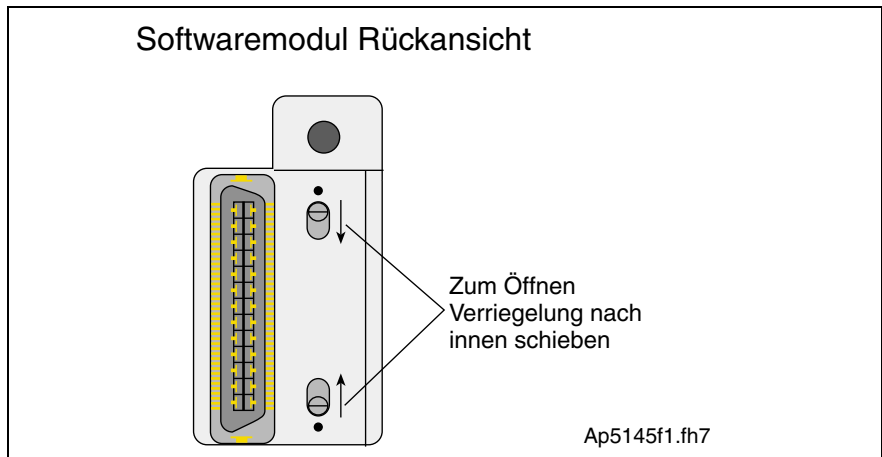 Softwaremodul Rückansicht
Zum Öffnen
Verriegelung nach
innen schieben
Ap5145f1.fh7